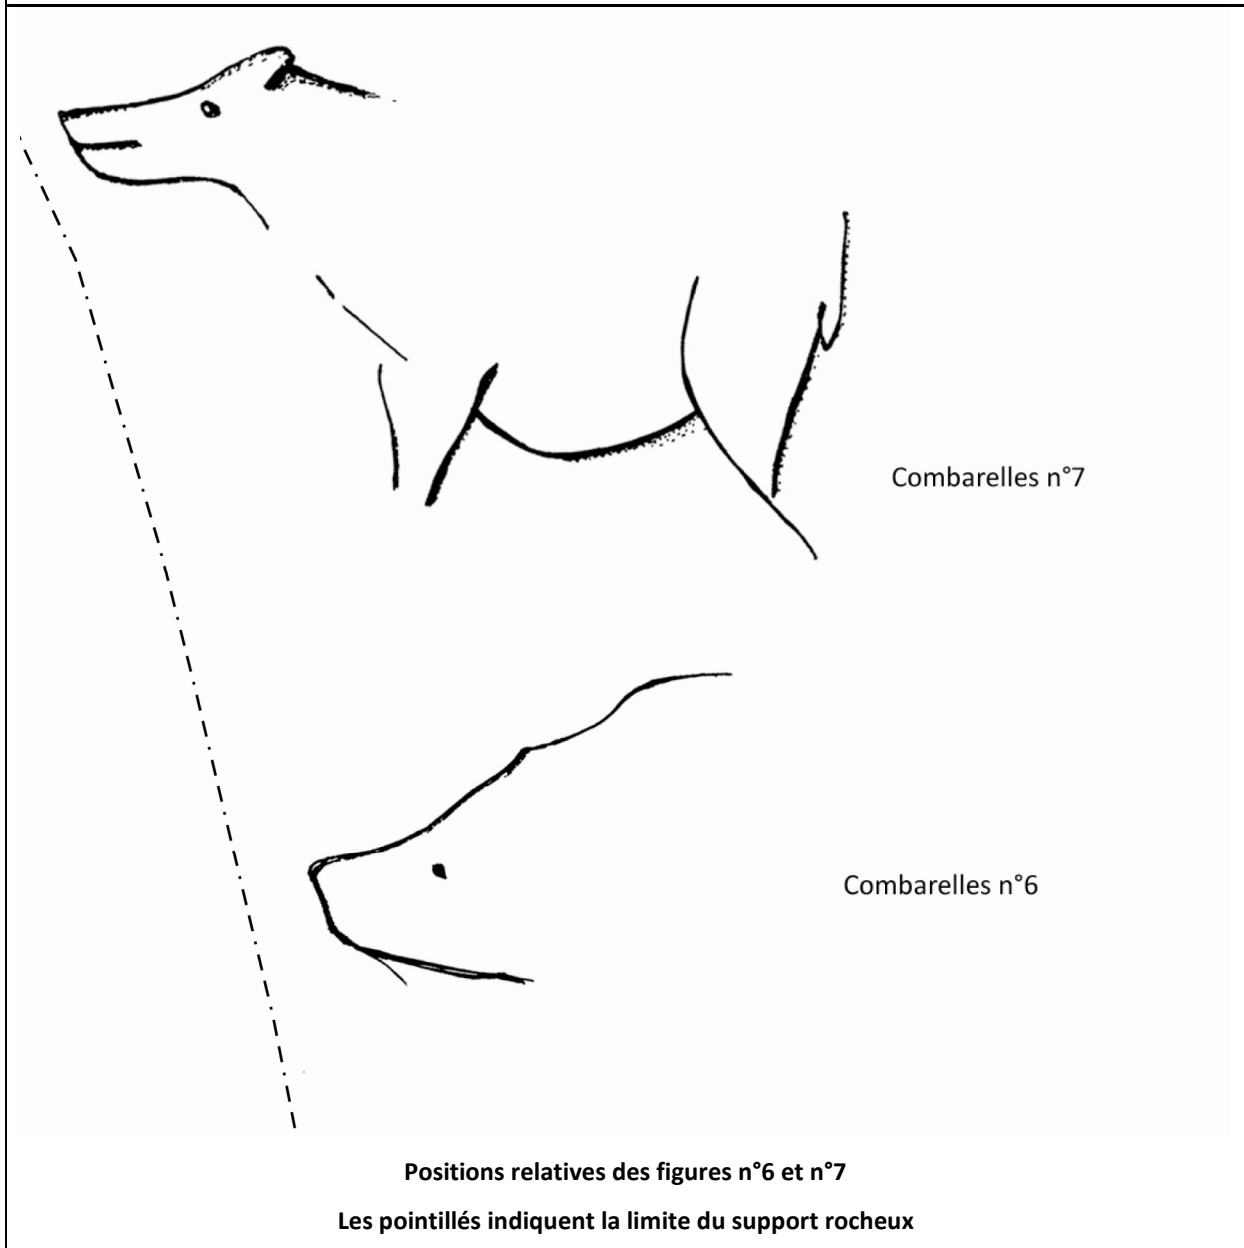 Combarelles n°7
Combarelles n°6
Positions relatives des figures n°6 et n°7
Les pointillés indiquent la limite du support rocheux